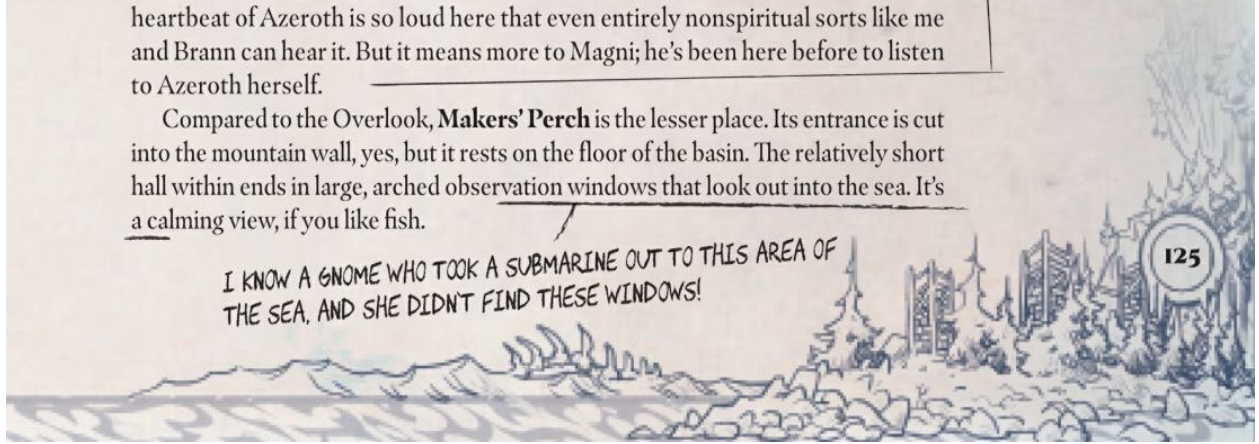 heartbeat of Azeroth is so loud here that even entirely nonspiritual sorts like me
and Brann can hear it. But it means more to Magni; he's been here before to listen
to Azeroth herself.
Compared to the Overlook, Makers' Perch is the lesser place. Its entrance is cut
into the mountain wall, yes, but it rests on the floor of the basin. The relatively short
hall within ends in large, arched observation windows that look out into the sea. It's
a calming view, if you like fish.
I KNOW A GNOME WHO TOOK A SUBMARINE OUT TO THIS AREA OF
THE SEA, AND SHE DIDN'T FIND THESE WINDOWS!
125